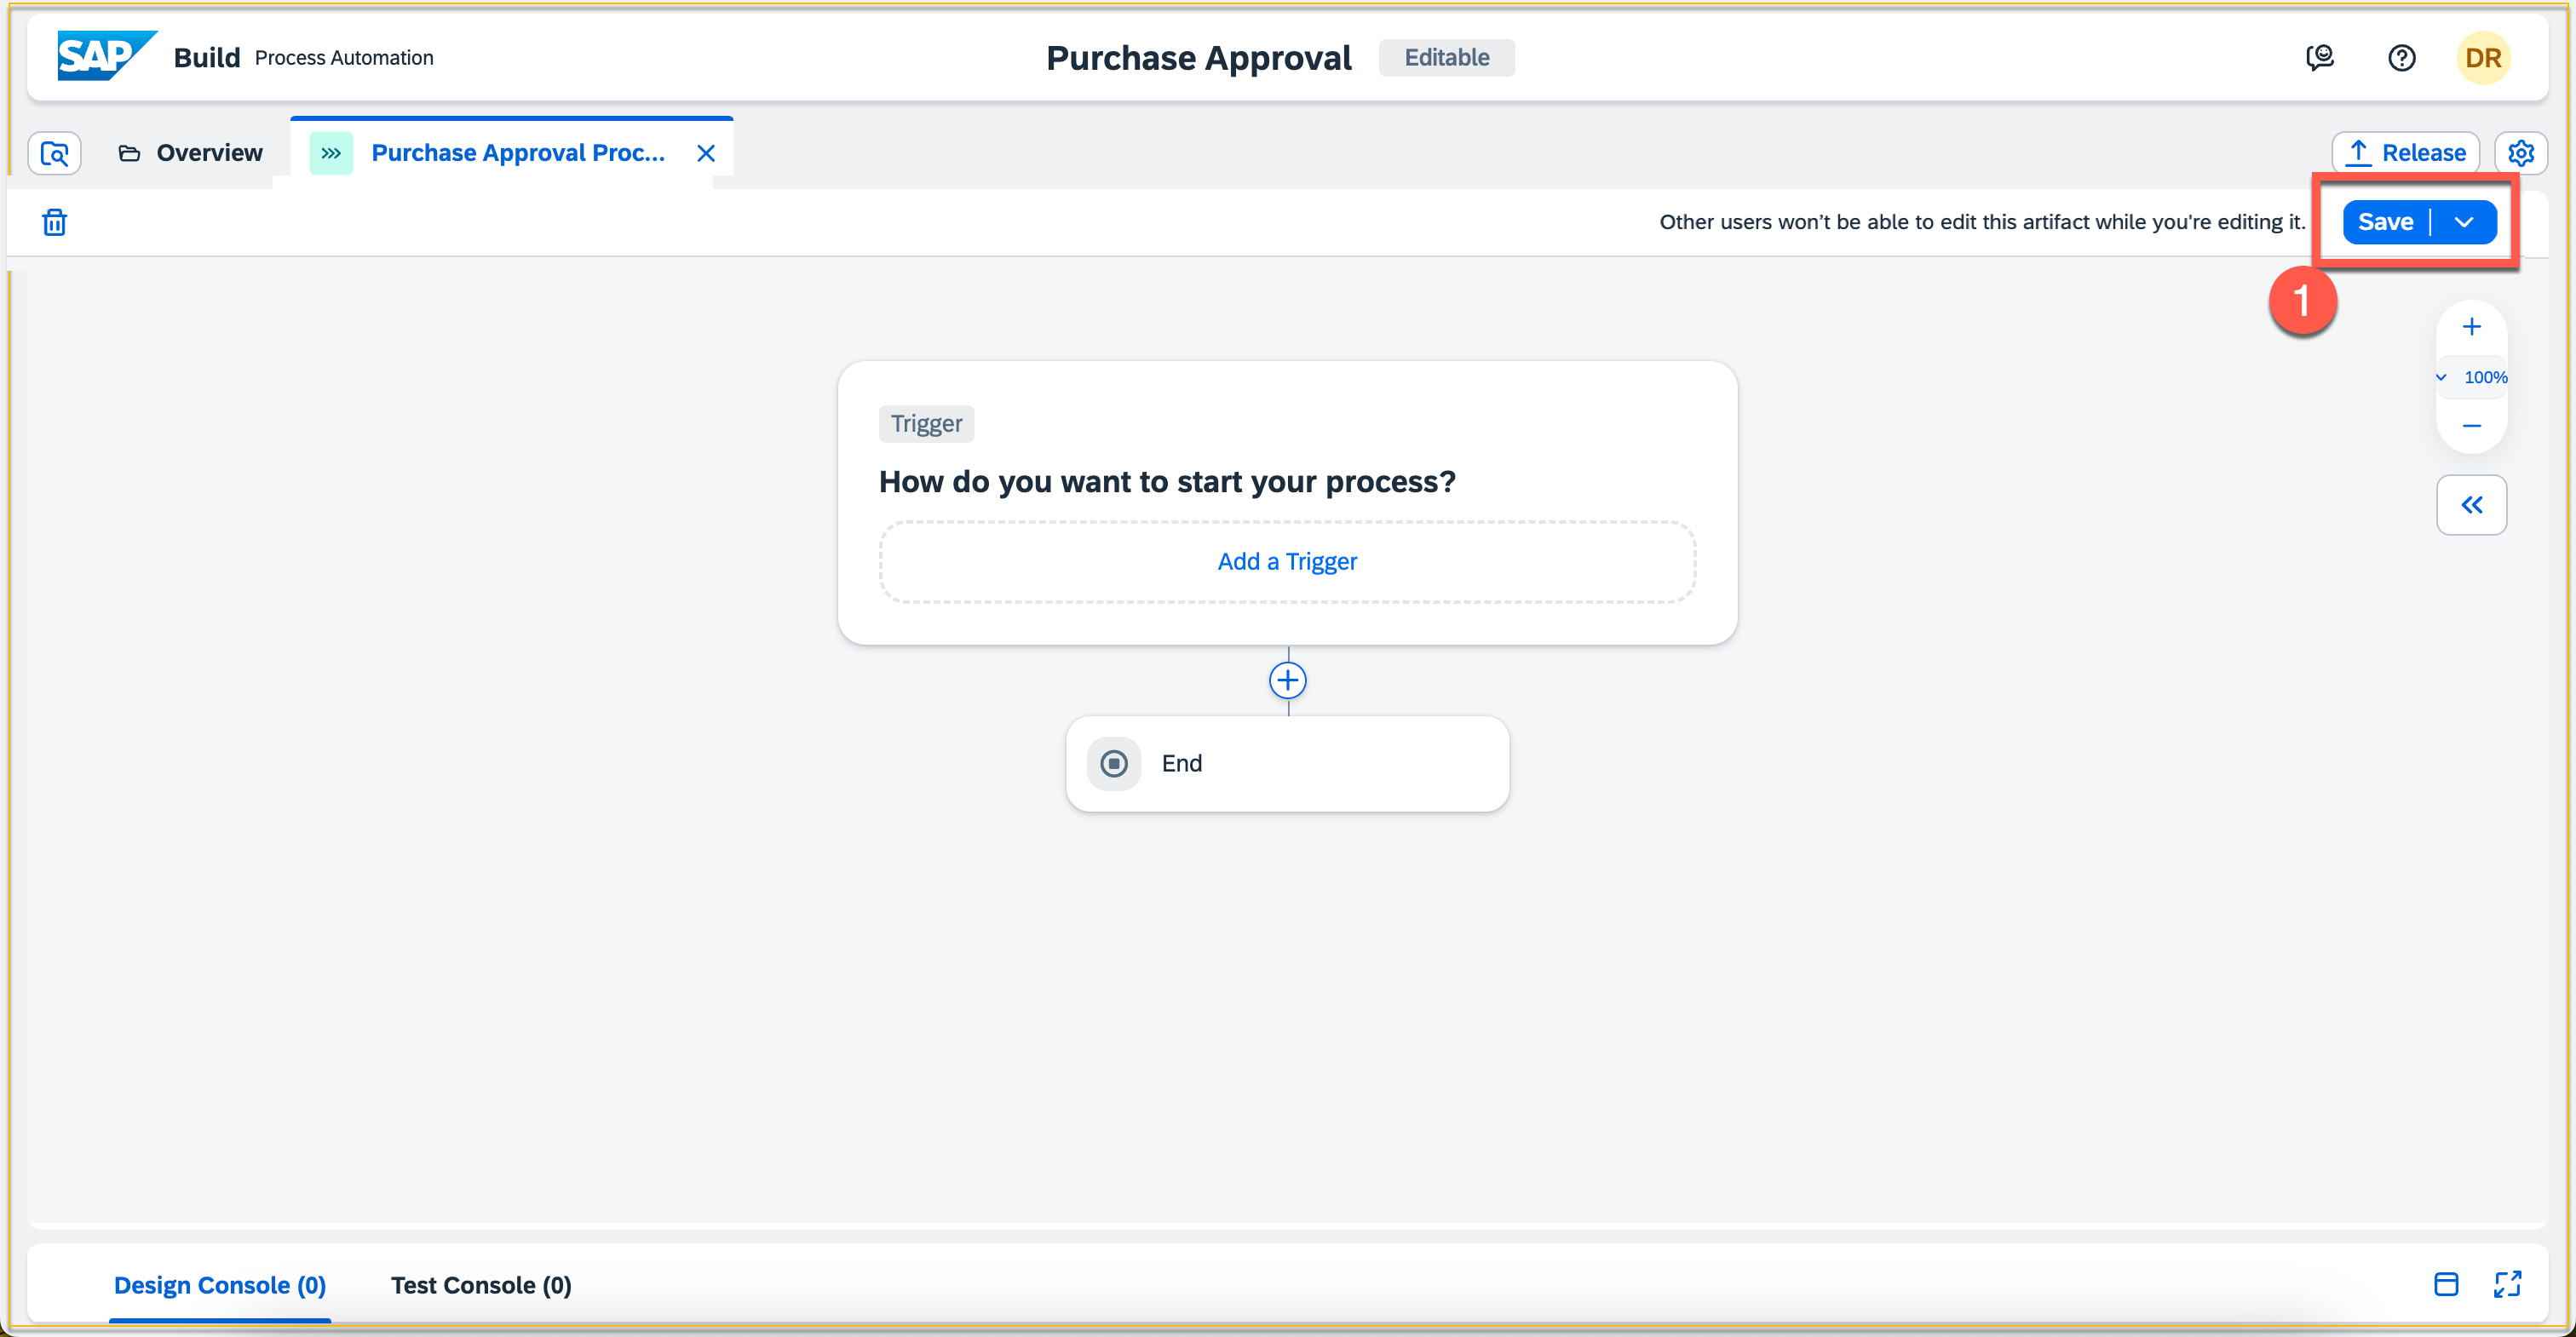 SAP Build Process Automation
Purchase Approval Editable
DR
Overview
Purchase Approval Proc...
Release
Other users won’t be able to edit this artifact while you're editing it.
Save
1
100%
Trigger
How do you want to start your process?
Add a Trigger
End
Design Console (0)
Test Console (0)